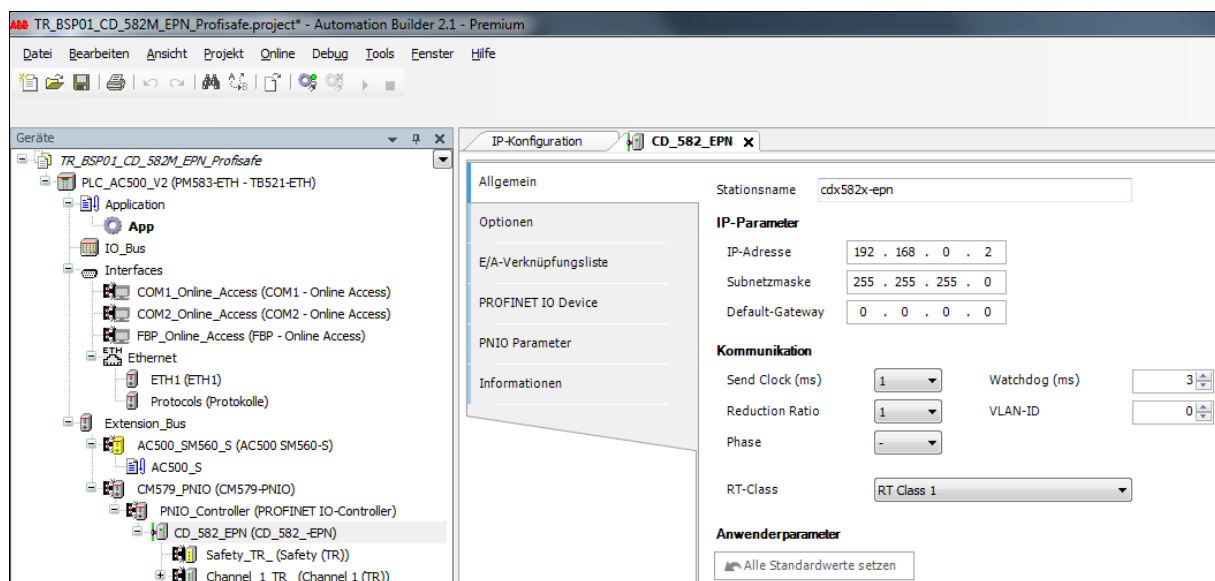 ABB TR_BSP01_CD_582M_EPN_Profisafe.project* - Automation Builder 2.1 - Premium
Datei Bearbeiten Ansicht Projekt Online Debug Tools Fenster Hilfe
Geräte
TR_BSP01_CD_582M_EPN_Profisafe
PLC_AC500_V2 (PM583-ETH - TB521-ETH)
Application
App
IO_Bus
Interfaces
COM1_Online_Access (COM1 - Online Access)
COM2_Online_Access (COM2 - Online Access)
FBP_Online_Access (FBP - Online Access)
ETH Ethernet
ETH1 (ETH1)
Protocols (Protokolle)
Extension_Bus
AC500_SM560_S (AC500 SM560-S)
AC500_S
CM579_PNIO (CM579-PNIO)
PNIO_Controller (PROFINET IO-Controller)
CD_582_EPN (CD_582_-EPN)
Safety_TR_ (Safety (TR))
Channel_1_TR_ (Channel 1 (TR))
IP-Konfiguration CD_582_EPN
Allgemein
Optionen
E/A-Verknüpfungsliste
PROFINET IO Device
PNIO Parameter
Informationen
Stationsname cdx582x-epn
IP-Parameter
IP-Adresse 192 . 168 . 0 . 2
Subnetzmaske 255 . 255 . 255 . 0
Default-Gateway 0 . 0 . 0 . 0
Kommunikation
Send Clock (ms) 1 Watchdog (ms) 3
Reduction Ratio 1 VLAN-ID 0
Phase -
RT-Class RT Class 1
Anwenderparameter
Alle Standardwerte setzen